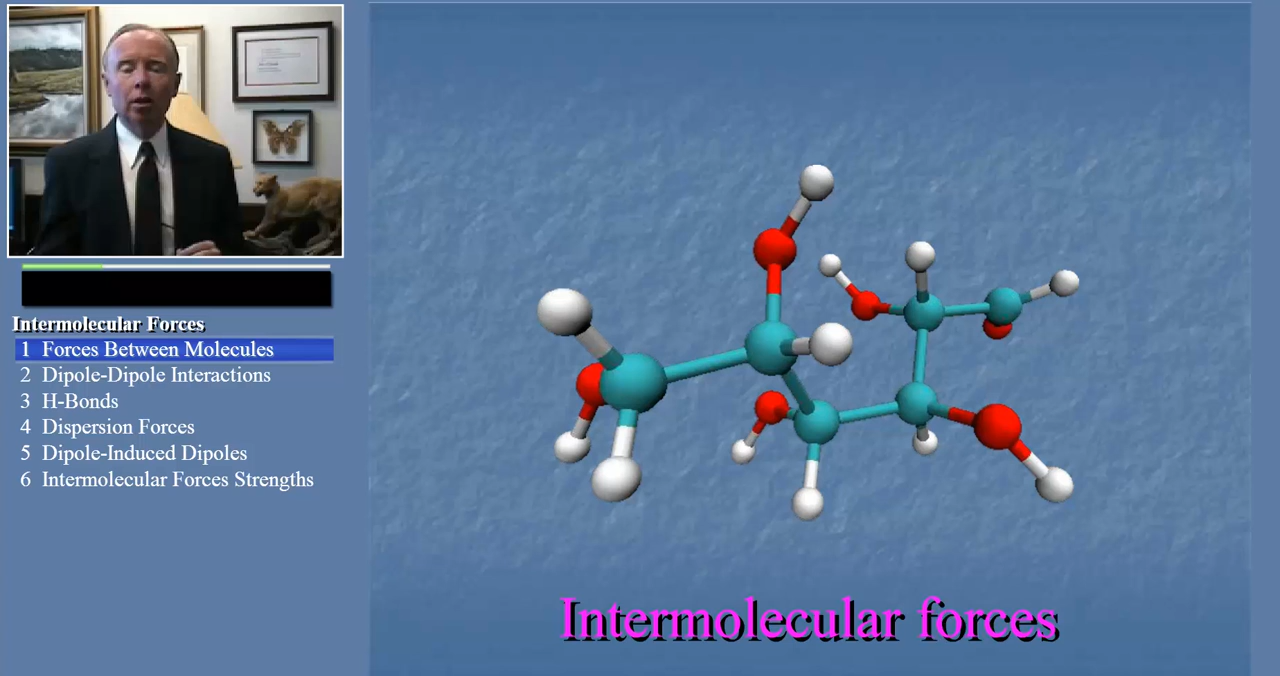 Intermolecular Forces
1 Forces Between Molecules
2 Dipole-Dipole Interactions
3 H-Bonds
4 Dispersion Forces
5 Dipole-Induced Dipoles
6 Intermolecular Forces Strengths
Intermolecular forces